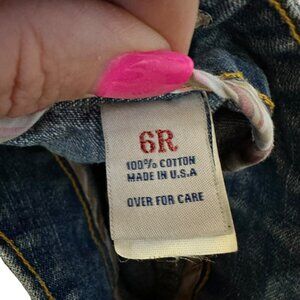 6R
100% COTTON
MADE IN U.S.A
OVER FOR CARE